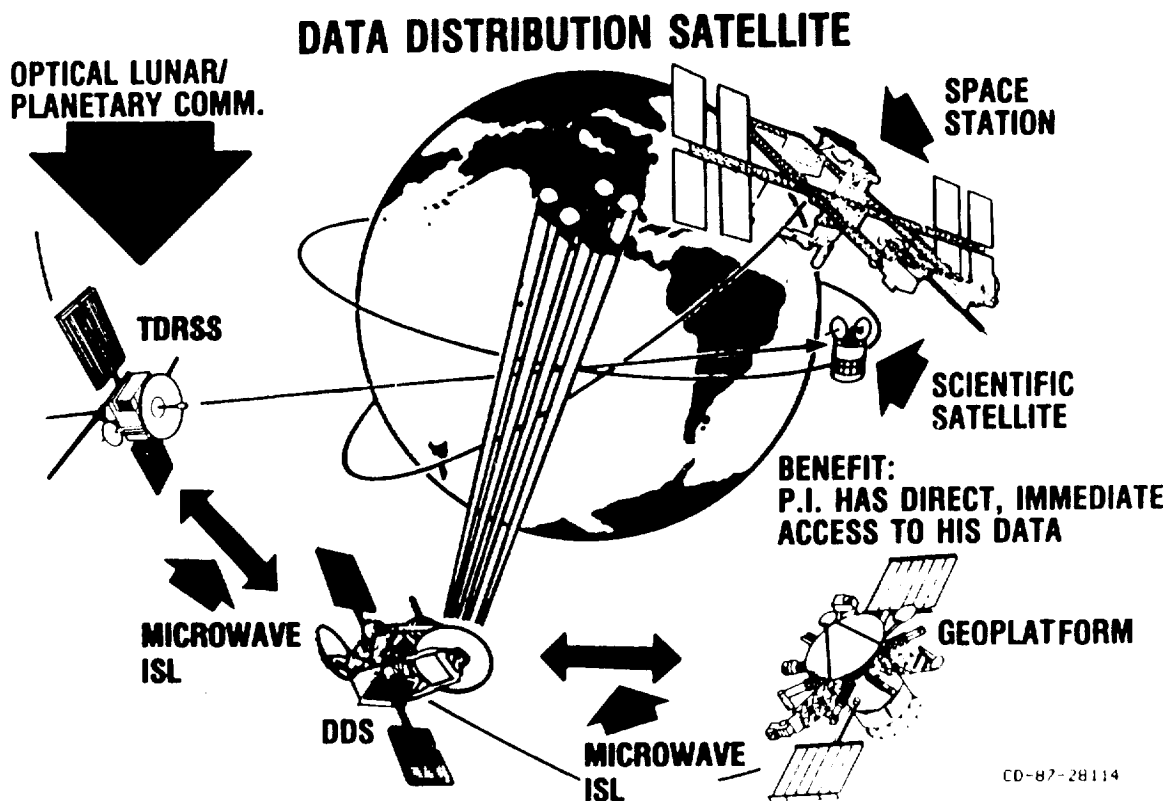 DATA DISTRIBUTION SATELLITE
OPTICAL LUNAR/
PLANETARY COMM.
SPACE
STATION
TDRSS
SCIENTIFIC
SATELLITE
BENEFIT:
P.I. HAS DIRECT, IMMEDIATE
ACCESS TO HIS DATA
MICROWAVE
ISL
GEOPLATFORM
DDS
MICROWAVE
ISL
CD-87-28114